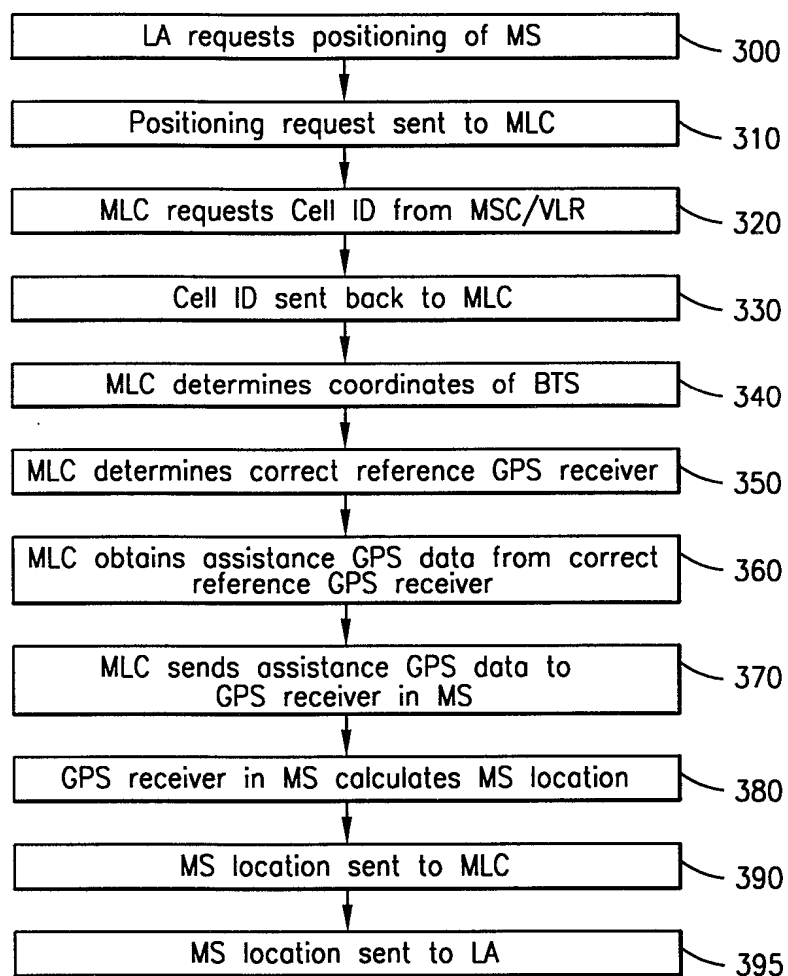 LA requests positioning of MS
300
Positioning request sent to MLC
310
MLC requests Cell ID from MSC/VLR
320
Cell ID sent back to MLC
330
MLC determines coordinates of BTS
340
MLC determines correct reference GPS receiver
350
MLC obtains assistance GPS data from correct
reference GPS receiver
360
MLC sends assistance GPS data to
GPS receiver in MS
370
GPS receiver in MS calculates MS location
380
MS location sent to MLC
390
MS location sent to LA
395